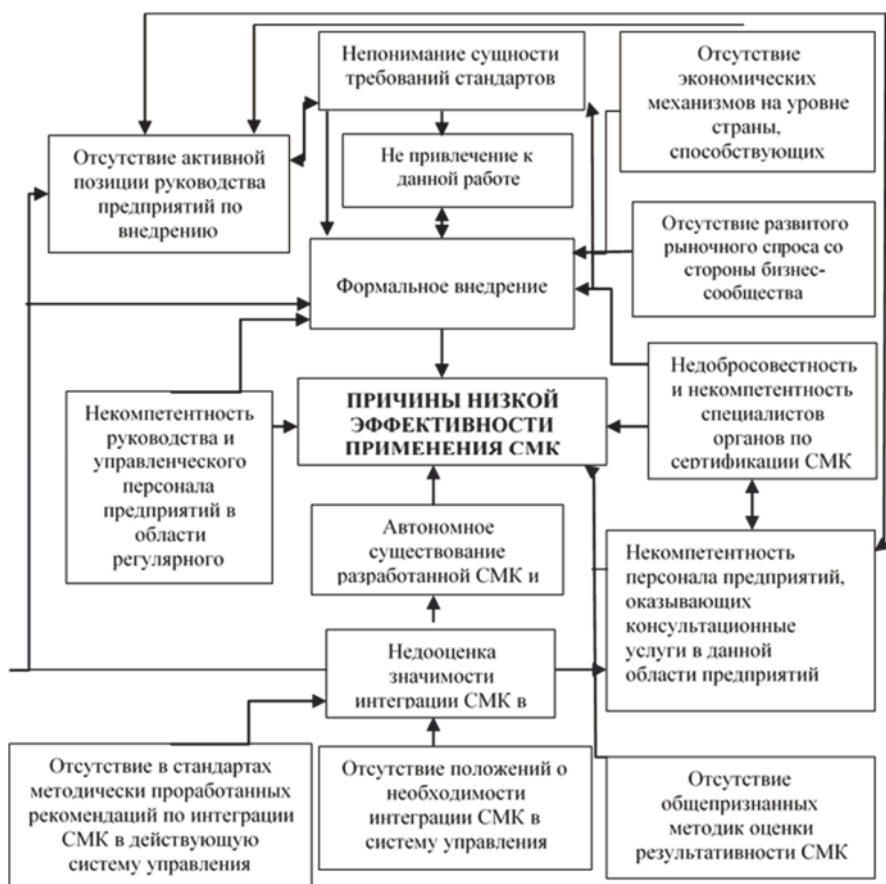 Непонимание сущности
требований стандартов
Отсутствие
экономических
механизмов на уровне
страны,
способствующих
Отсутствие активной
позиции руководства
предприятий по
внедрению
Не привлечение к
данной работе
Отсутствие развитого
рыночного спроса со
стороны бизнес-
сообщества
Формальное внедрение
Недобросовестность
и некомпетентность
специалистов
органов по
сертификации СМК
ПРИЧИНЫ НИЗКОЙ
ЭФФЕКТИВНОСТИ
ПРИМЕНЕНИЯ СМК
Некомпетентность
руководства и
управленческого
персонала
предприятий в
области
регулярного
Автономное
существование
разработанной СМК и
Некомпетентность
персонала предприятий,
оказывающих
консультационные
услуги в данной
области предприятий
Недооценка
значимости
интеграции СМК в
Отсутствие в стандартах
методически проработанных
рекомендаций по интеграции
СМК в действующую
систему управления
Отсутствие положений о
необходимости
интеграции СМК в
систему управления
Отсутствие
общепризнанных
методик оценки
результативности СМК